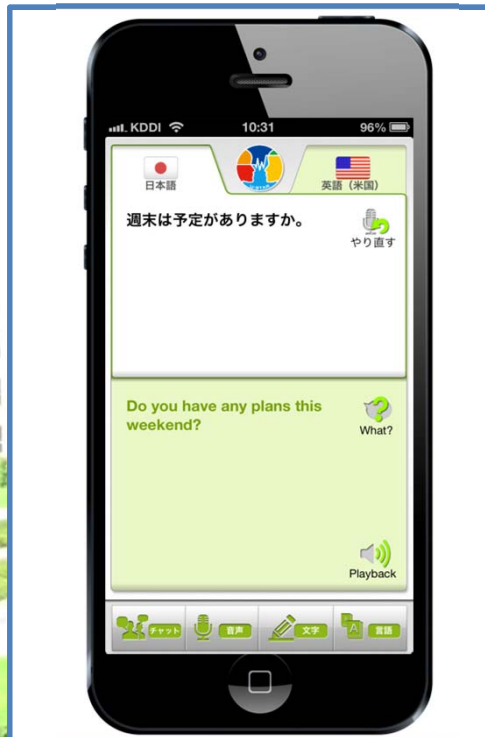 KDDI 10:31 96%
日本語
英語（米国）
週末は予定がありますか。
やり直す
Do you have any plans this
weekend?
What?
Playback
チャット 音声 文字 A 言語